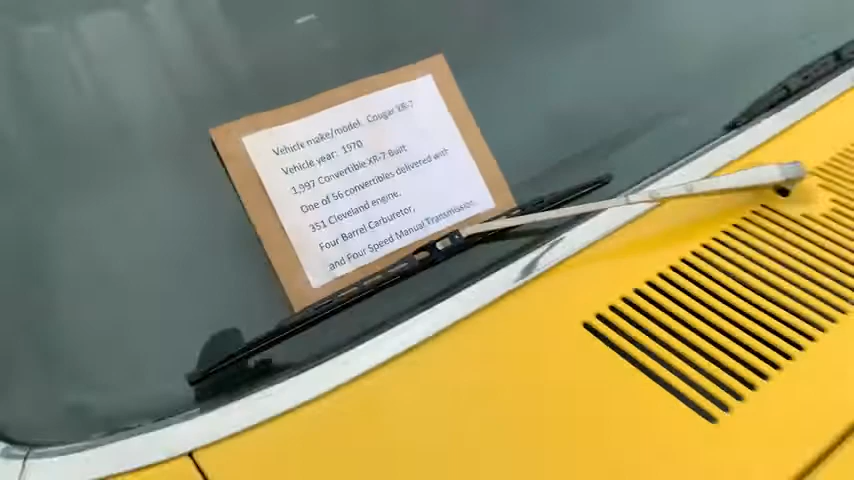 Vehicle make/model: Cougar XR-7
Vehicle year: 1970
1,997 Convertible XR-7 Built
One of 56 convertibles delivered with
351 Cleveland engine,
Four Barrel Carburetor,
and Four Speed Manual Transmission.